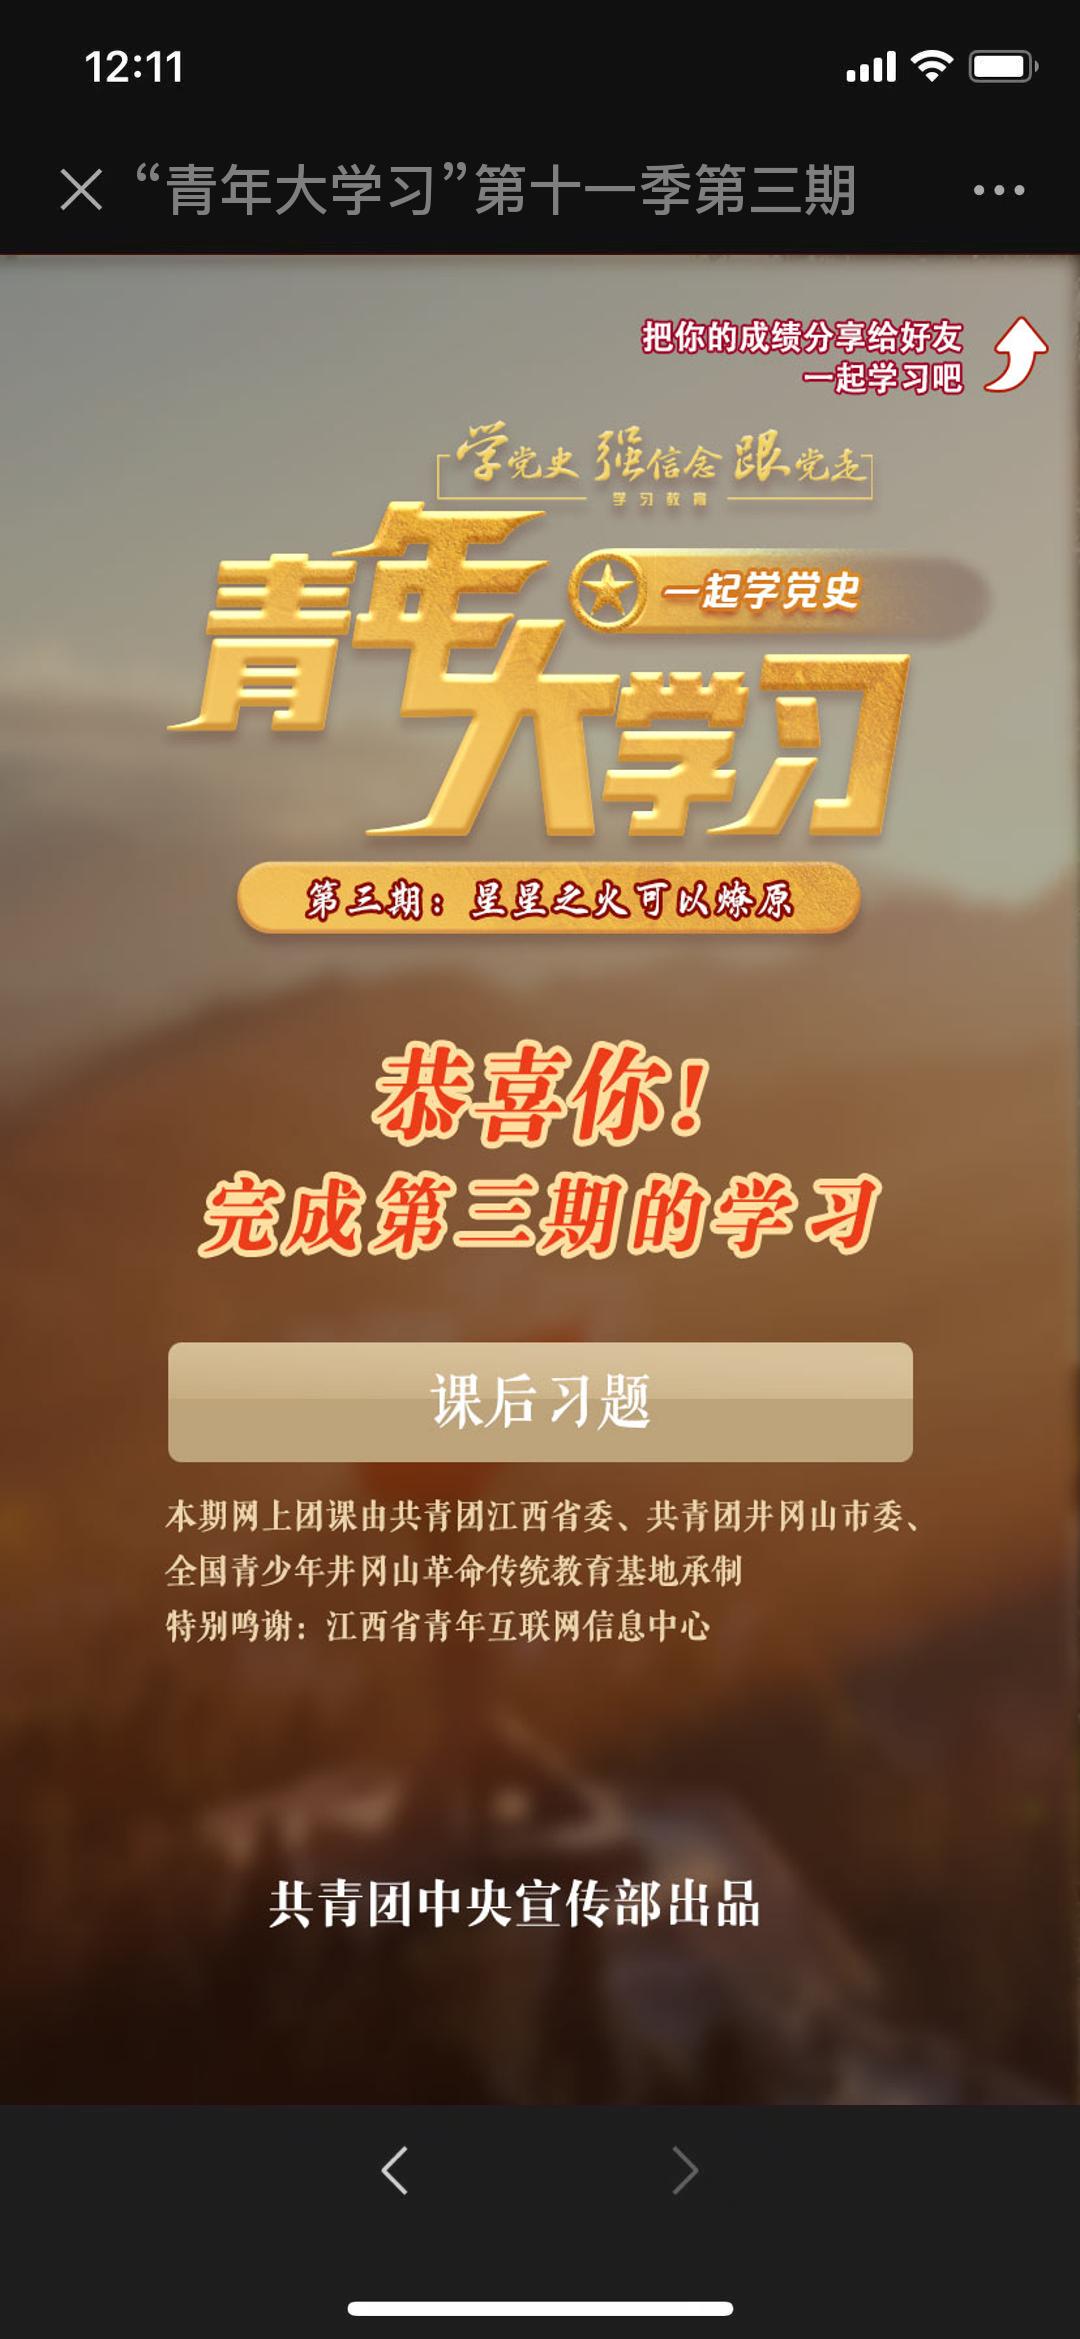 12:11
“青年大学习”第十一季第三期
把你的成绩分享给好友
一起学习吧
学党史 强信念 跟党走
学习教育
青年大学习
一起学党史
第三期：星星之火可以燎原
恭喜你！
完成第三期的学习
课后习题
本期网上团课由共青团江西省委、共青团井冈山市委、
全国青少年井冈山革命传统教育基地承制
特别鸣谢：江西省青年互联网信息中心
共青团中央宣传部出品